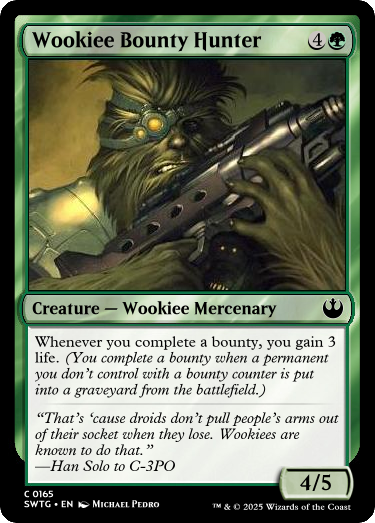 Wookiee Bounty Hunter 4
Creature — Wookiee Mercenary
Whenever you complete a bounty, you gain 3
life. (You complete a bounty when a permanent
you don't control with a bounty counter is put
into a graveyard from the battlefield.)
“That's ‘cause droids don't pull people's arms out
of their socket when they lose. Wookiees are
known to do that.”
—Han Solo to C-3PO
4/5
C 0165
SWTG • EN Michael Pedro
™ & © 2025 Wizards of the Coast